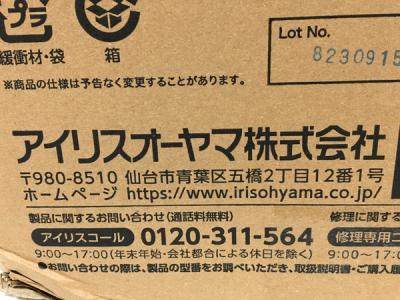 プラ
緩衝材・袋
箱
Lot No.
8230915
※商品の仕様は予告なく変更することがあります。
アイリスオーヤマ株式会社
〒980-8510 仙台市青葉区五橋2丁目12番1号
ホームページ https://www.irisohyama.co.jp/
製品に関するお問い合わせ（通話料無料）
アイリスコール 0120-311-564
9:00〜17:00（年末年始・会社都合による休日を除く）
修理に関する
修理専用
9:00〜17:00
●お問い合わせの際は、製品の型番をお調べいただき、取扱説明書・ご購入履